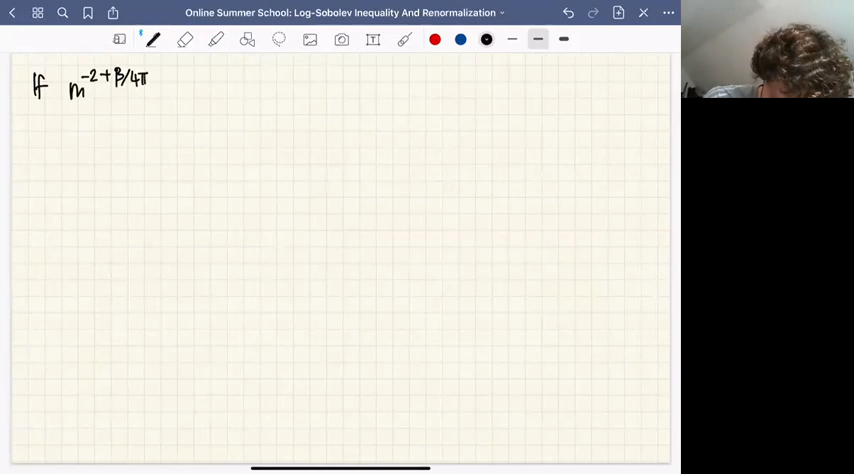 Online Summer School: Log-Sobolev Inequality And Renormalization
If m^{-2+β/4π}